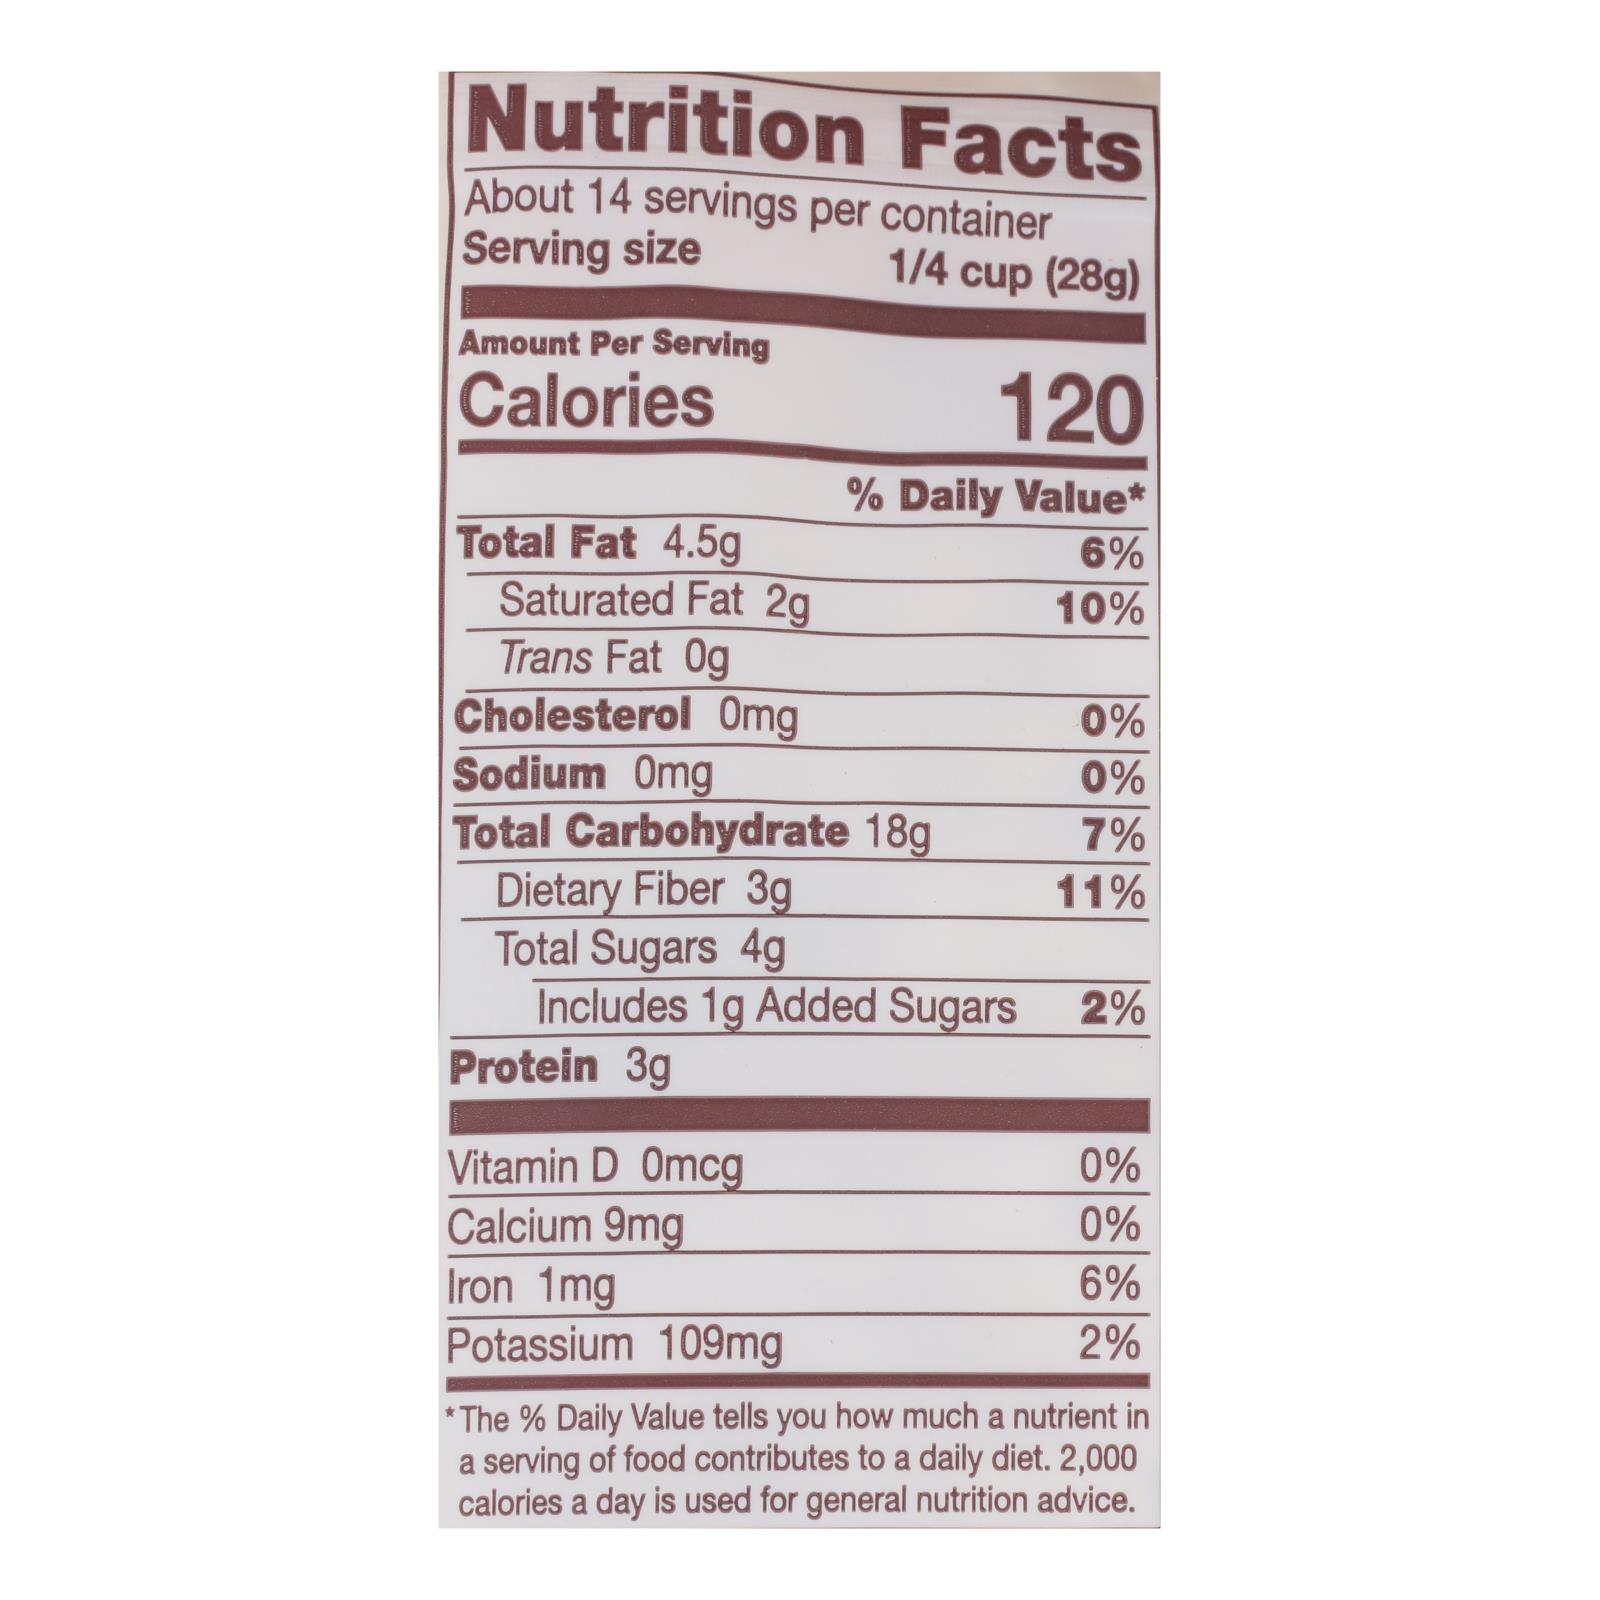 Nutrition Facts
About 14 servings per container
Serving size 1/4 cup (28g)
Amount Per Serving
Calories 120
% Daily Value*
Total Fat 4.5g 6%
Saturated Fat 2g 10%
Trans Fat 0g
Cholesterol 0mg 0%
Sodium 0mg 0%
Total Carbohydrate 18g 7%
Dietary Fiber 3g 11%
Total Sugars 4g
Includes 1g Added Sugars 2%
Protein 3g
Vitamin D 0mcg 0%
Calcium 9mg 0%
Iron 1mg 6%
Potassium 109mg 2%
*The % Daily Value tells you how much a nutrient in
a serving of food contributes to a daily diet. 2,000
calories a day is used for general nutrition advice.